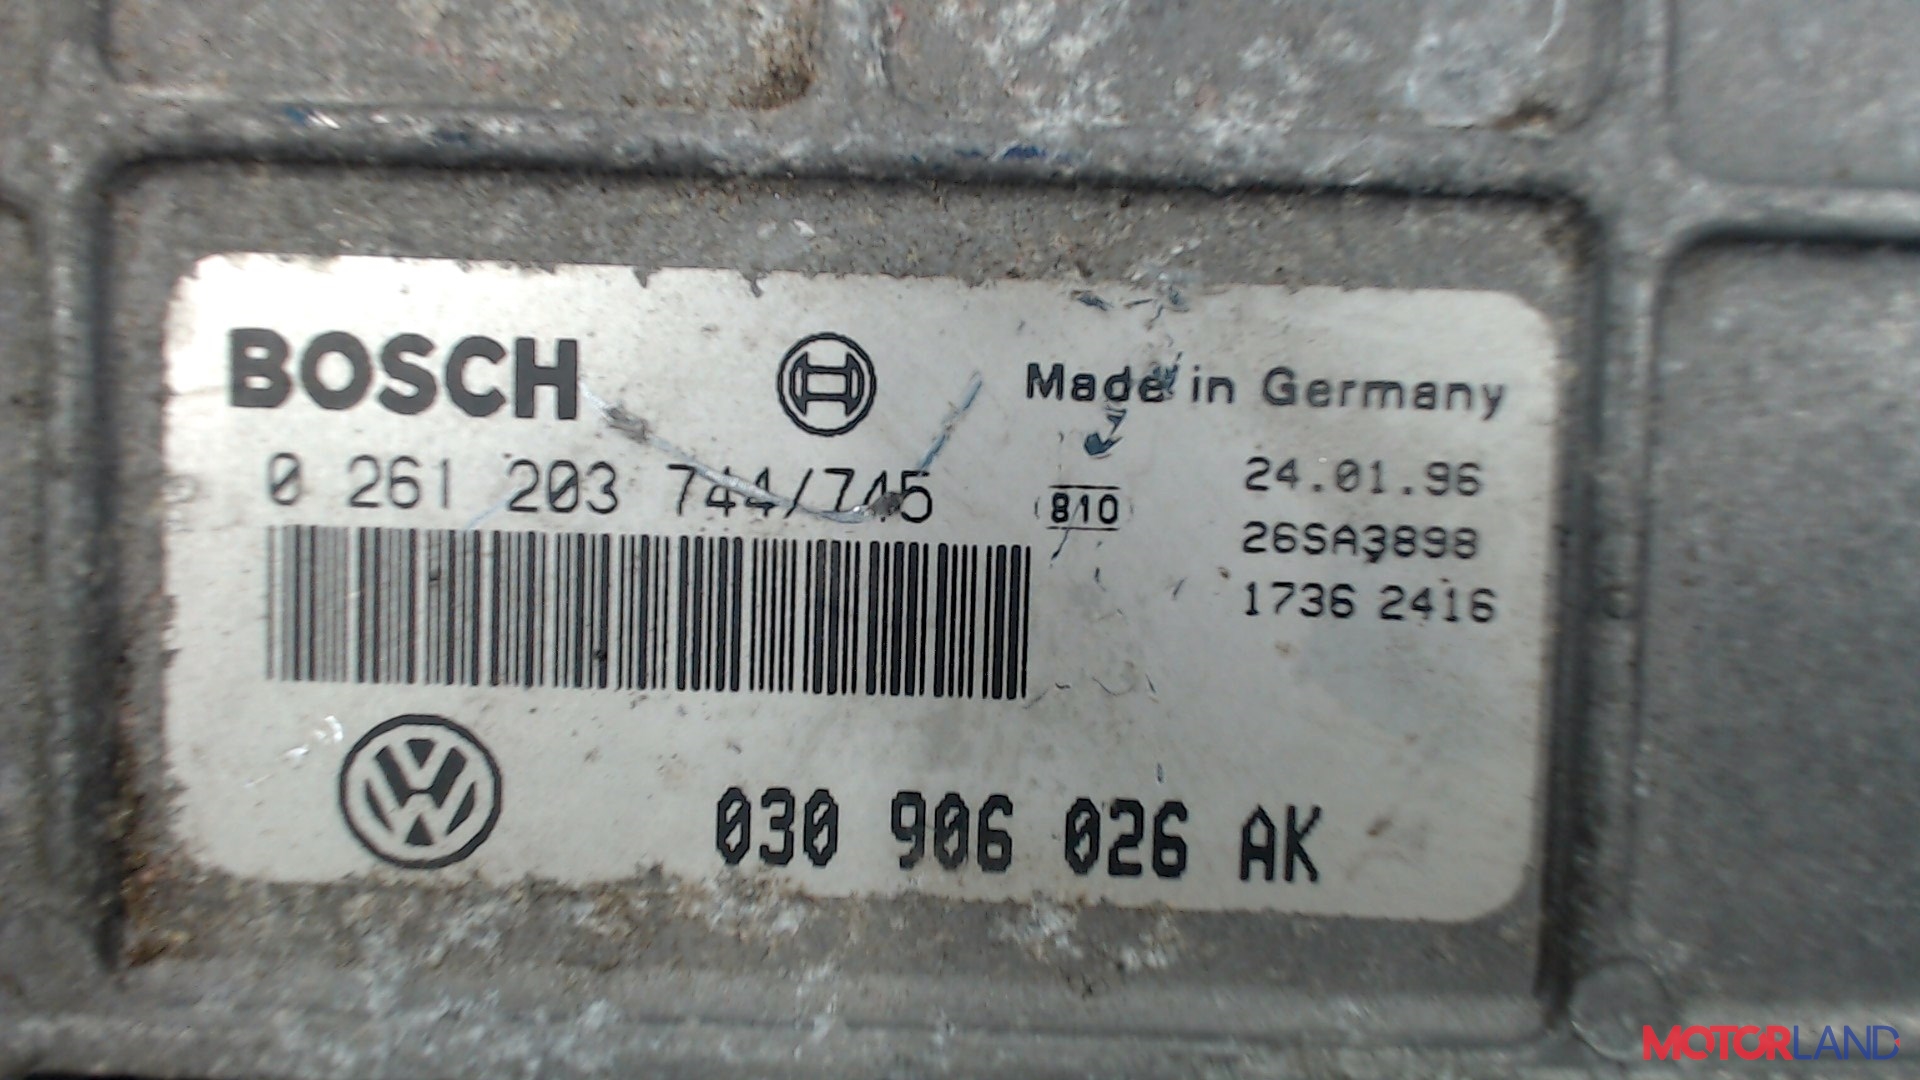 BOSCH
Made in Germany
0 261 203 744/745
810
24.01.96
26SA3898
1736 2416
VW
030 906 026 AK
MOTORLAND